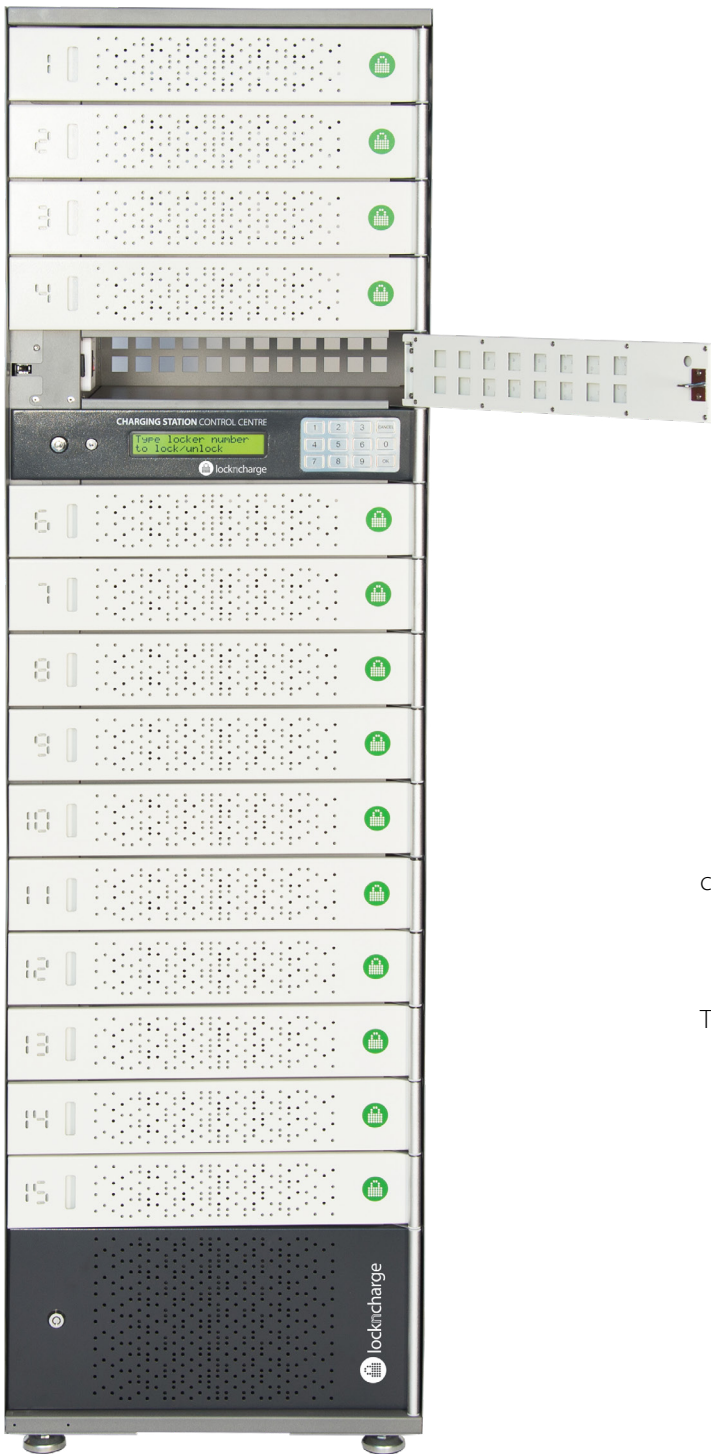 1
2
3
4
CHARGING STATION CONTROL CENTRE
Type locker number
to lock/unlock
lockncharge
1 2 3 CANCEL
4 5 6 0
7 8 9 OK
6
7
8
9
10
11
C
12
T
13
14
15
lockncharge